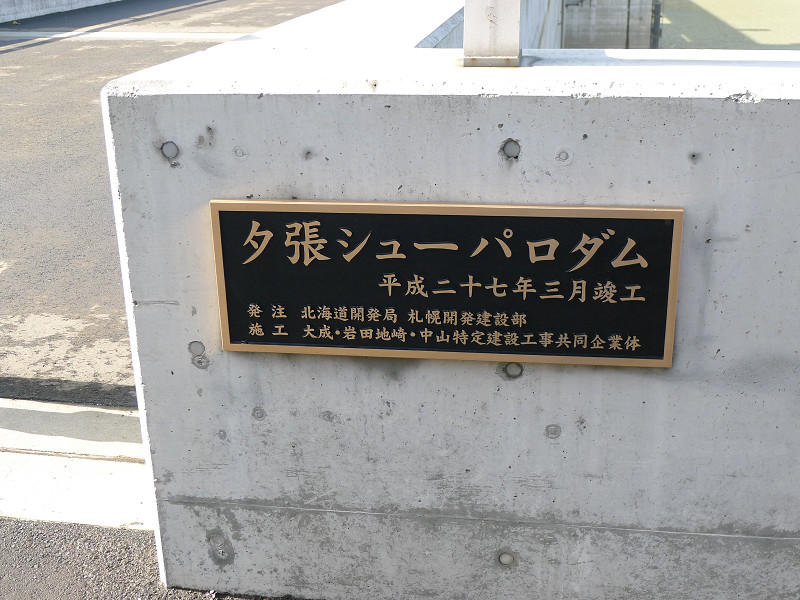 夕張シューパロダム
平成二十七年三月竣工
発注 北海道開発局 札幌開発建設部
施工 大成・岩田地崎・中山特定建設工事共同企業体